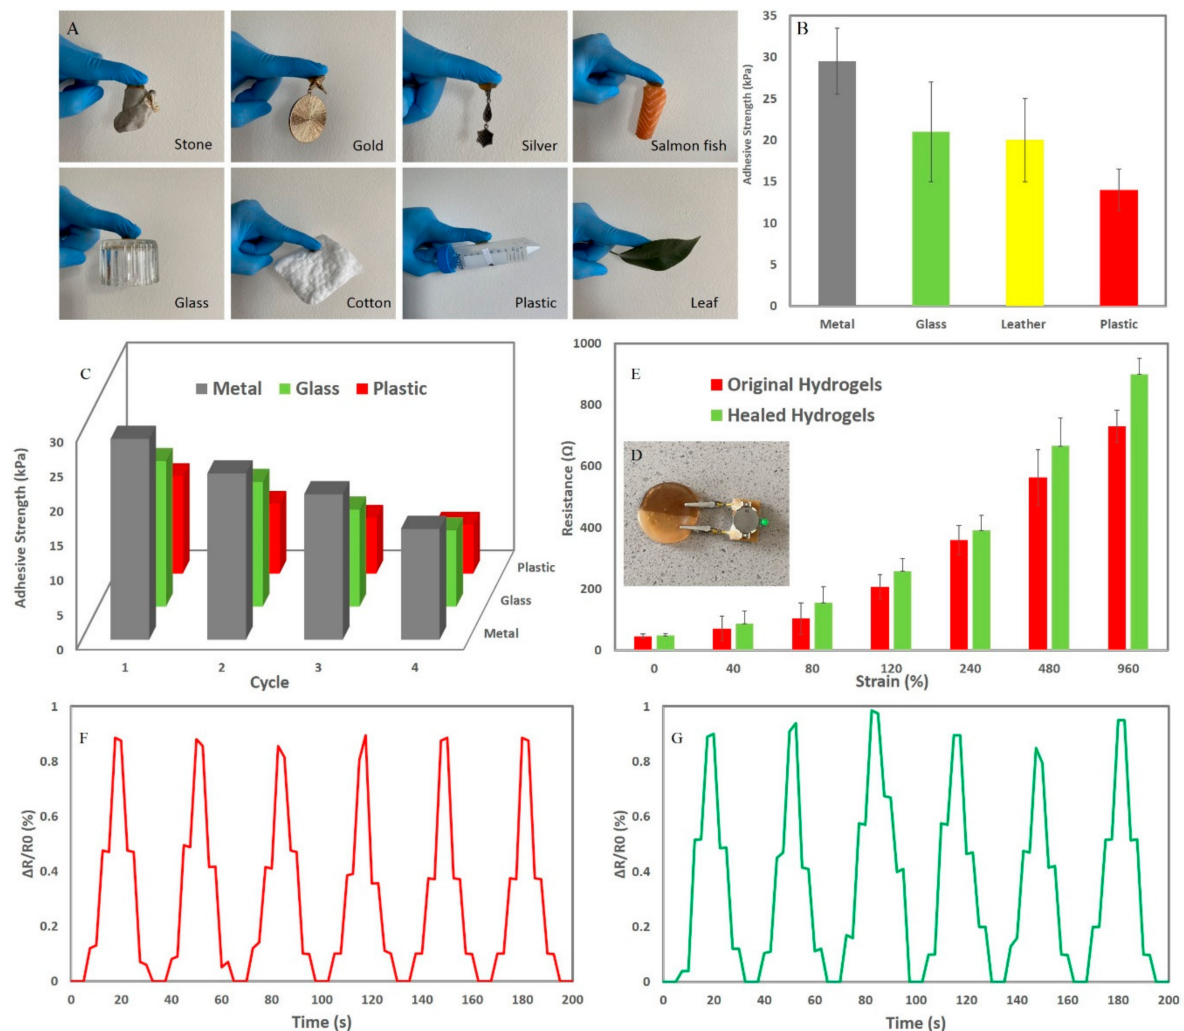 A
Stone
Gold
Silver
Salmon fish
Glass
Cotton
Plastic
Leaf
B
Adhesive Strength (kPa)
35
30
25
20
15
10
5
0
Metal
Glass
Leather
Plastic
C
Metal
Glass
Plastic
Adhesive Strength (kPa)
30
25
20
15
10
5
0
Plastic
Glass
Metal
1
2
3
4
Cycle
E
Original Hydrogels
Healed Hydrogels
D
Resistance (Ω)
1000
800
600
400
200
0
0
40
80
120
240
480
960
Strain (%)
F
ΔR/R0 (%)
1
0.8
0.6
0.4
0.2
0
0
20
40
60
80
100
120
140
160
180
200
Time (s)
G
ΔR/R0 (%)
1
0.8
0.6
0.4
0.2
0
0
20
40
60
80
100
120
140
160
180
200
Time (s)